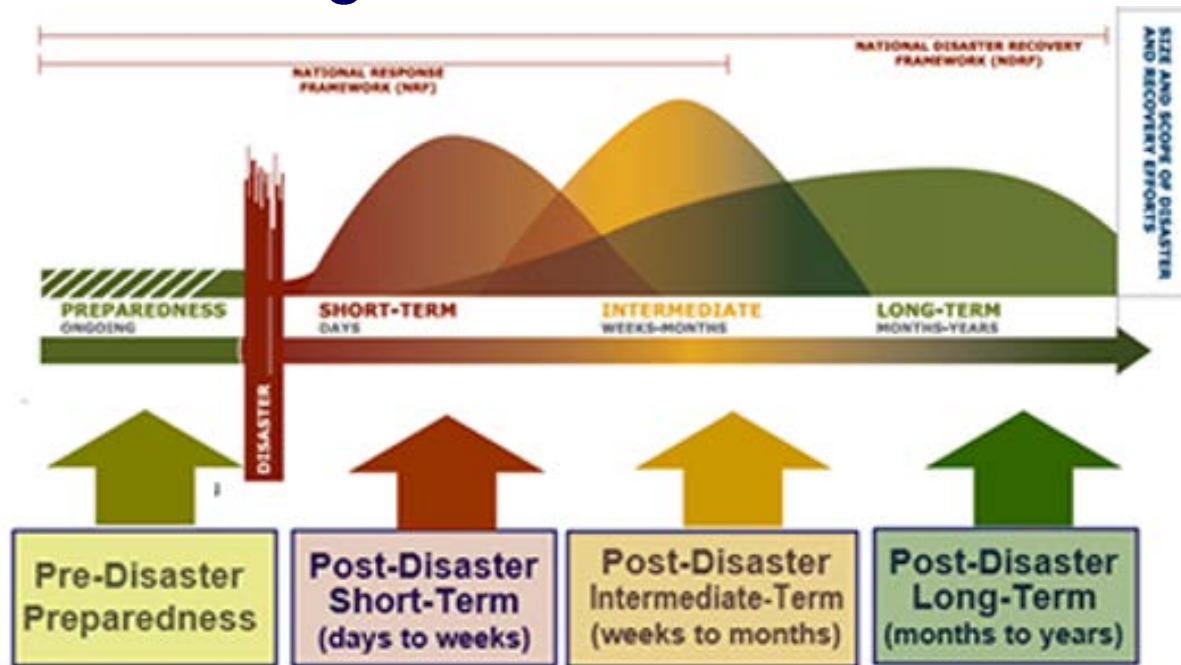 NATIONAL DISASTER RECOVERY
FRAMEWORK (NDRF)
NATIONAL RESPONSE
FRAMEWORK (NRF)
SIZE AND SCOPE OF DISASTER
AND RECOVERY EFFORTS
PREPAREDNESS
ONGOING
SHORT-TERM
DAYS
INTERMEDIATE
WEEKS-MONTHS
LONG-TERM
MONTHS-YEARS
DISASTER
Pre-Disaster
Preparedness
Post-Disaster
Short-Term
(days to weeks)
Post-Disaster
Intermediate-Term
(weeks to months)
Post-Disaster
Long-Term
(months to years)